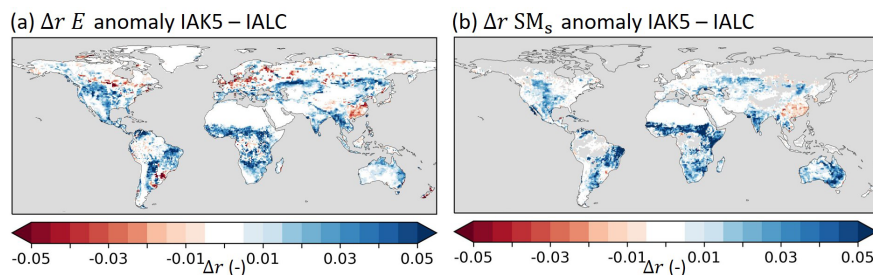 (a) Δr E anomaly IAK5 – IALC
(b) Δr SMs anomaly IAK5 – IALC
-0.05 -0.03 -0.01 0.01 0.03 0.05
-0.05 -0.03 -0.01 0.01 0.03 0.05
Δr (-)
Δr (-)